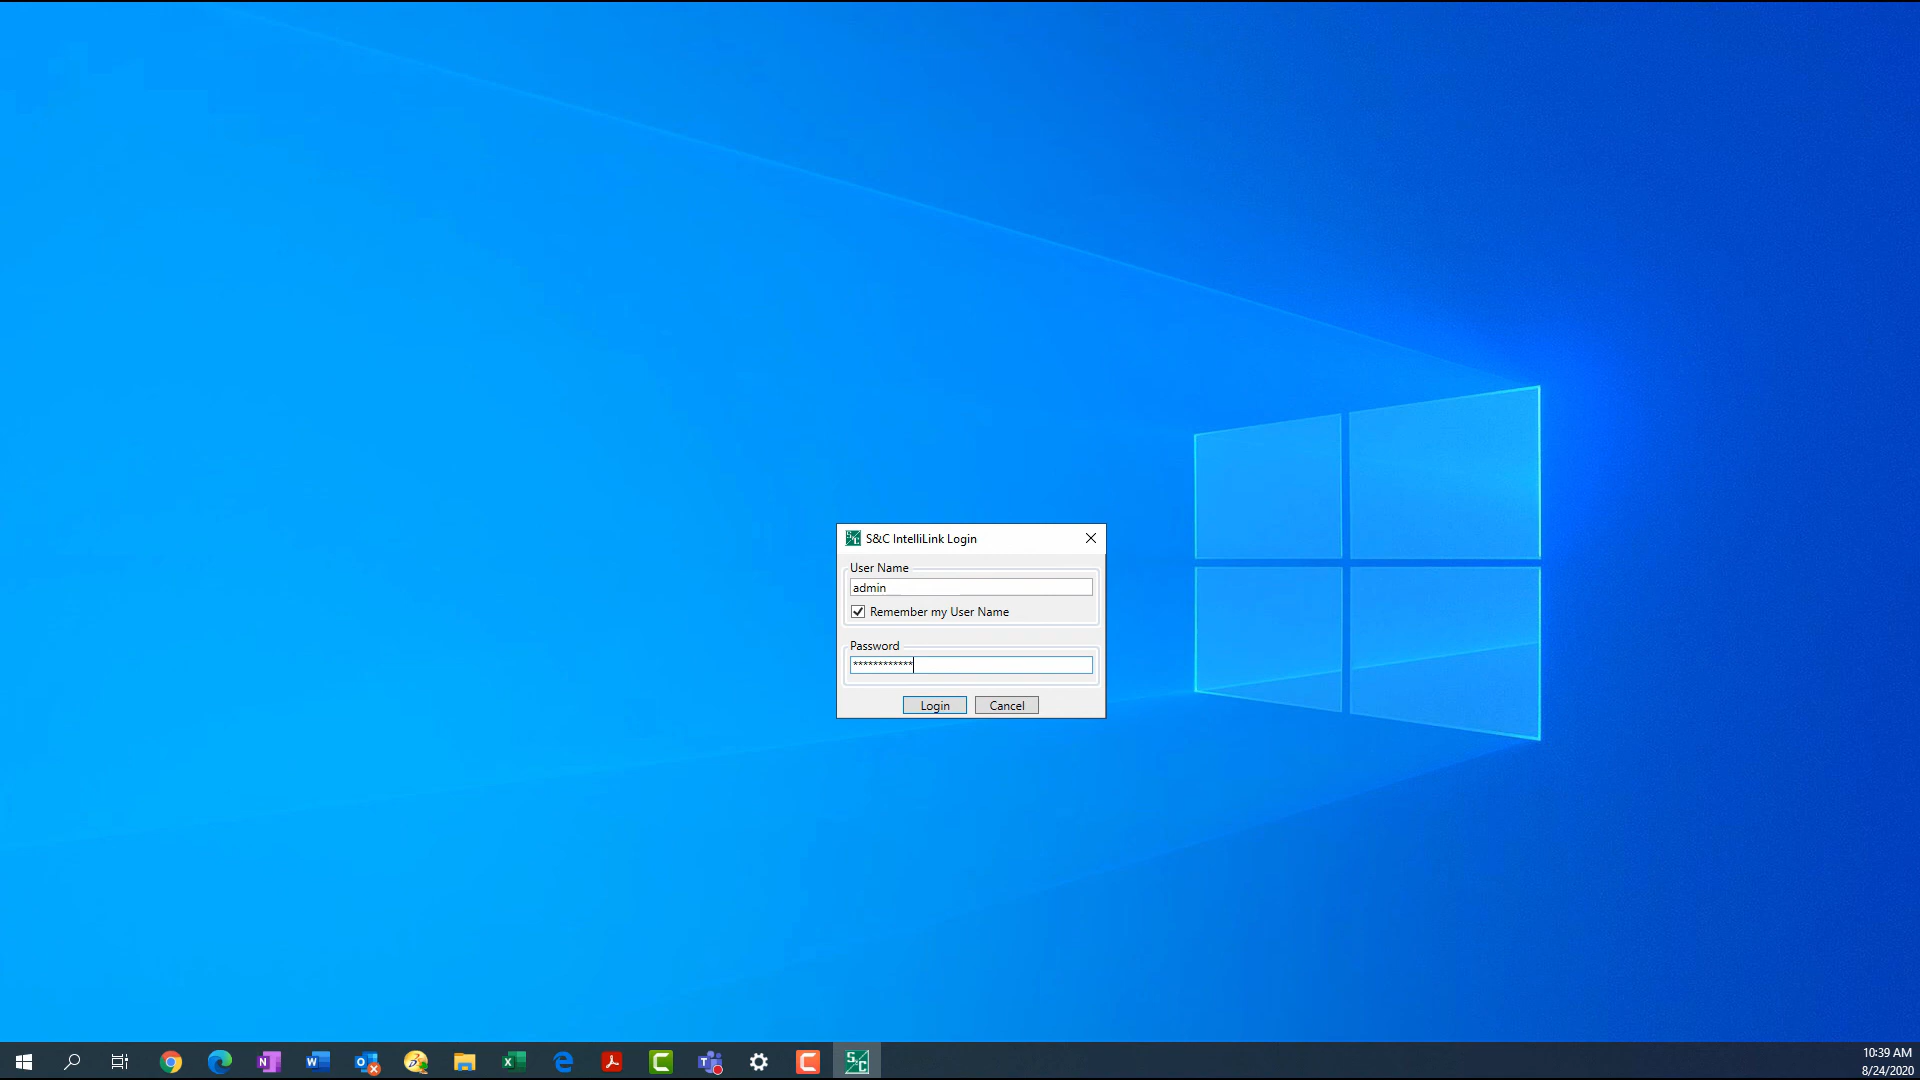 S&C IntelliLink Login
User Name
admin
Remember my User Name
Password
************
Login Cancel
10:39 AM
8/24/2020